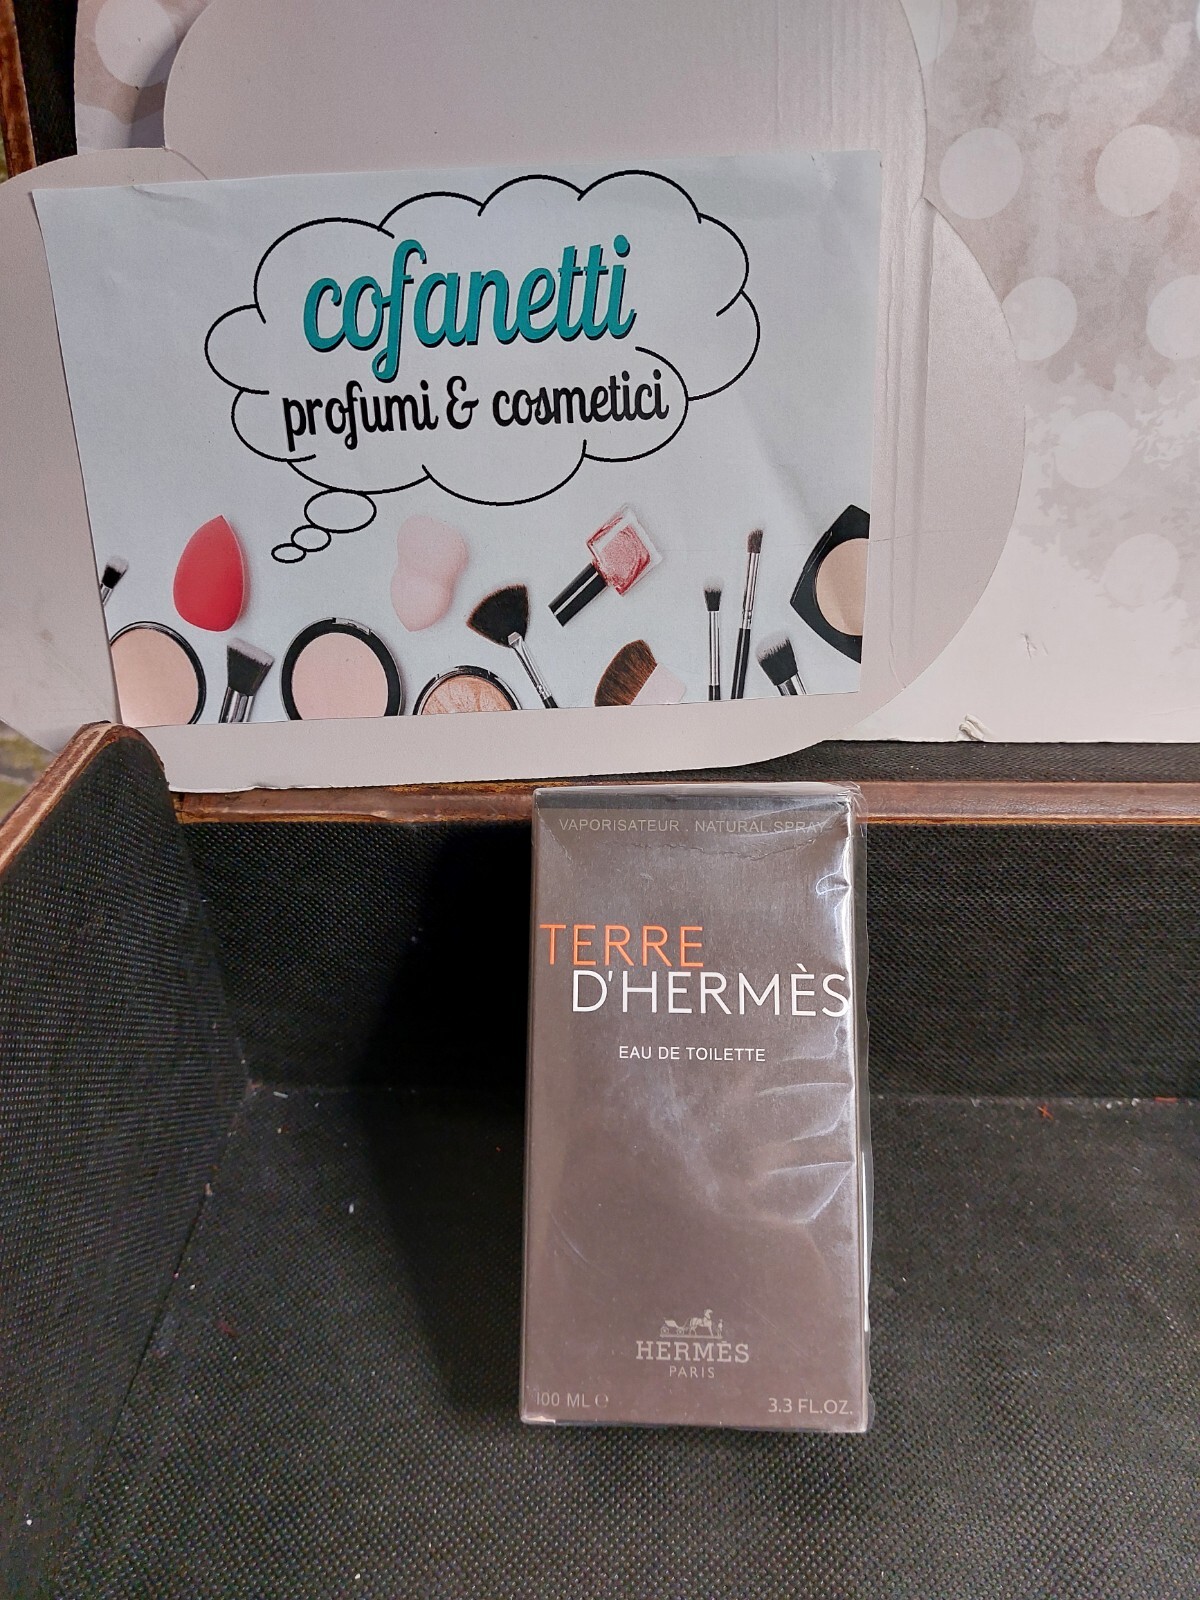 cofanetti
profumi & cosmetici
VAPORISATEUR . NATURAL SPRAY
TERRE
D'HERMÈS
EAU DE TOILETTE
HERMÈS
PARIS
100 ML ℮
3.3 FL.OZ.